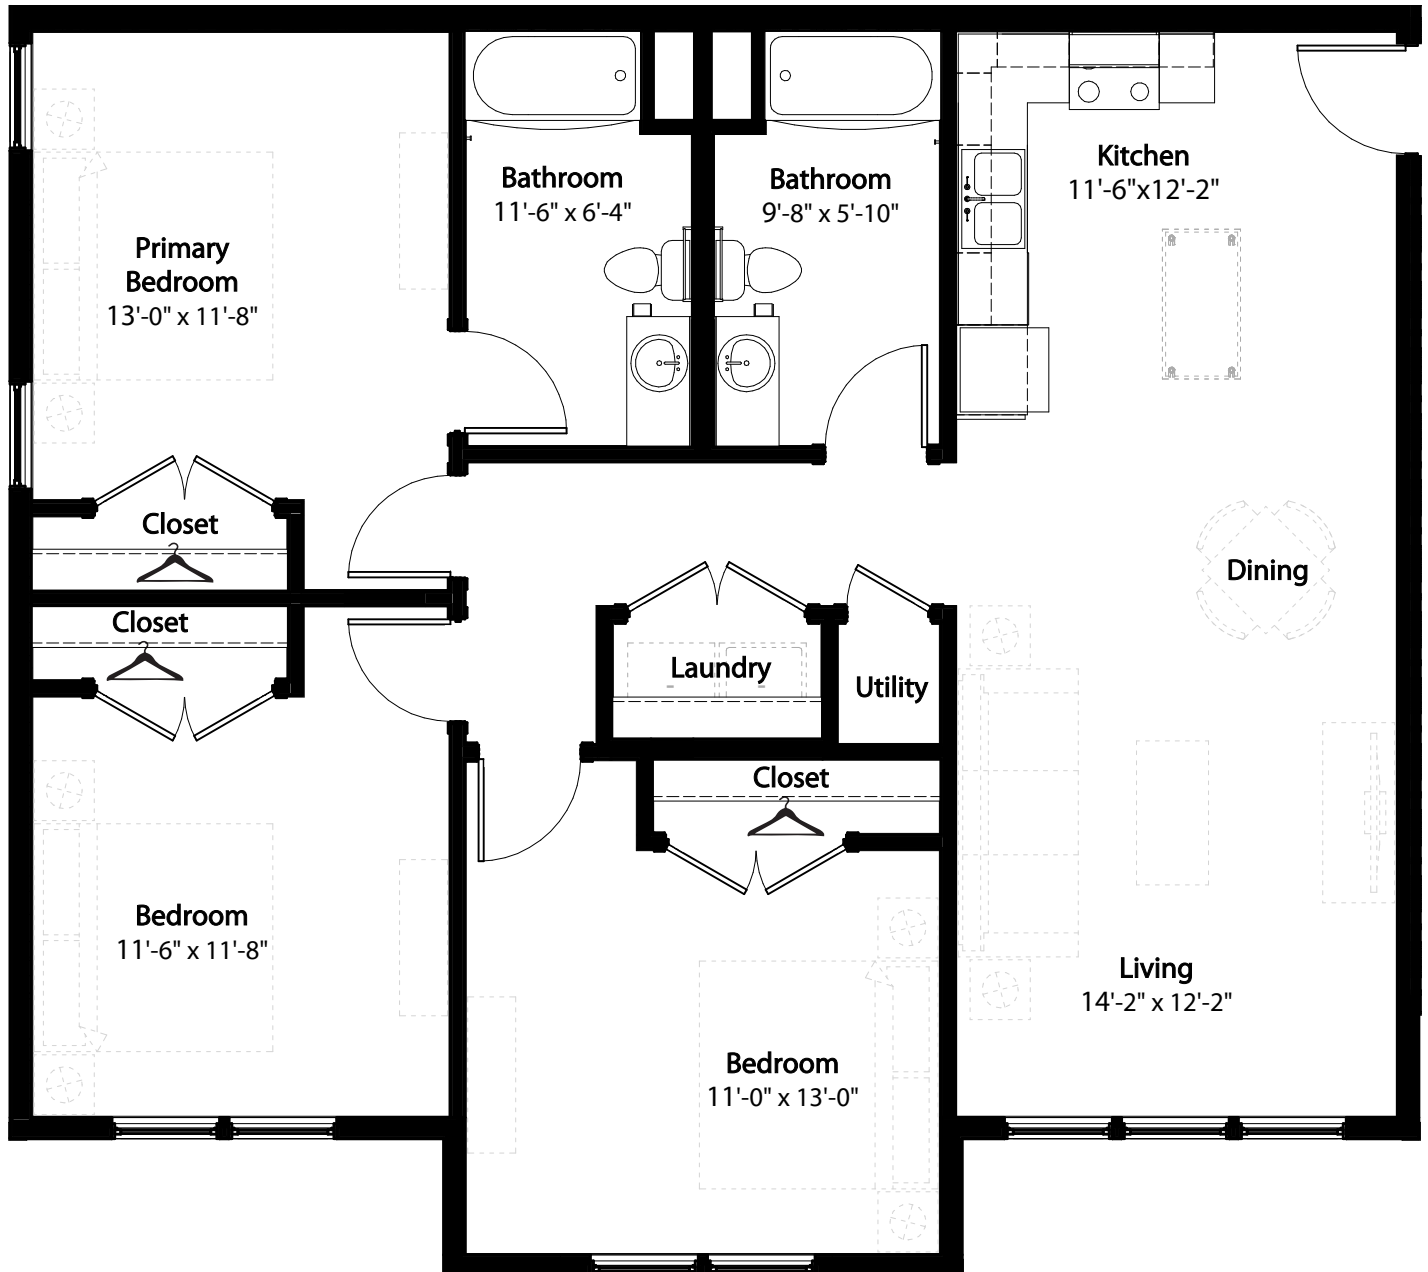 Bathroom
11'-6" x 6'-4"
Bathroom
9'-8" x 5'-10"
Kitchen
11'-6"x12'-2"
Primary
Bedroom
13'-0" x 11'-8"
Closet
Closet
Dining
Laundry
Utility
Closet
Bedroom
11'-6" x 11'-8"
Living
14'-2" x 12'-2"
Bedroom
11'-0" x 13'-0"